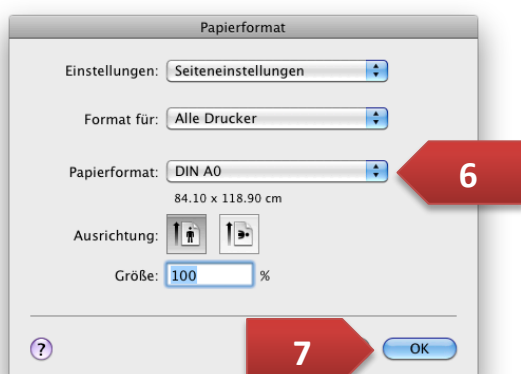 Papierformat
Einstellungen: Seiteneinstellungen
Format für: Alle Drucker
Papierformat: DIN A0
6
84.10 x 118.90 cm
Ausrichtung:
Größe: 100 %
? 7 OK